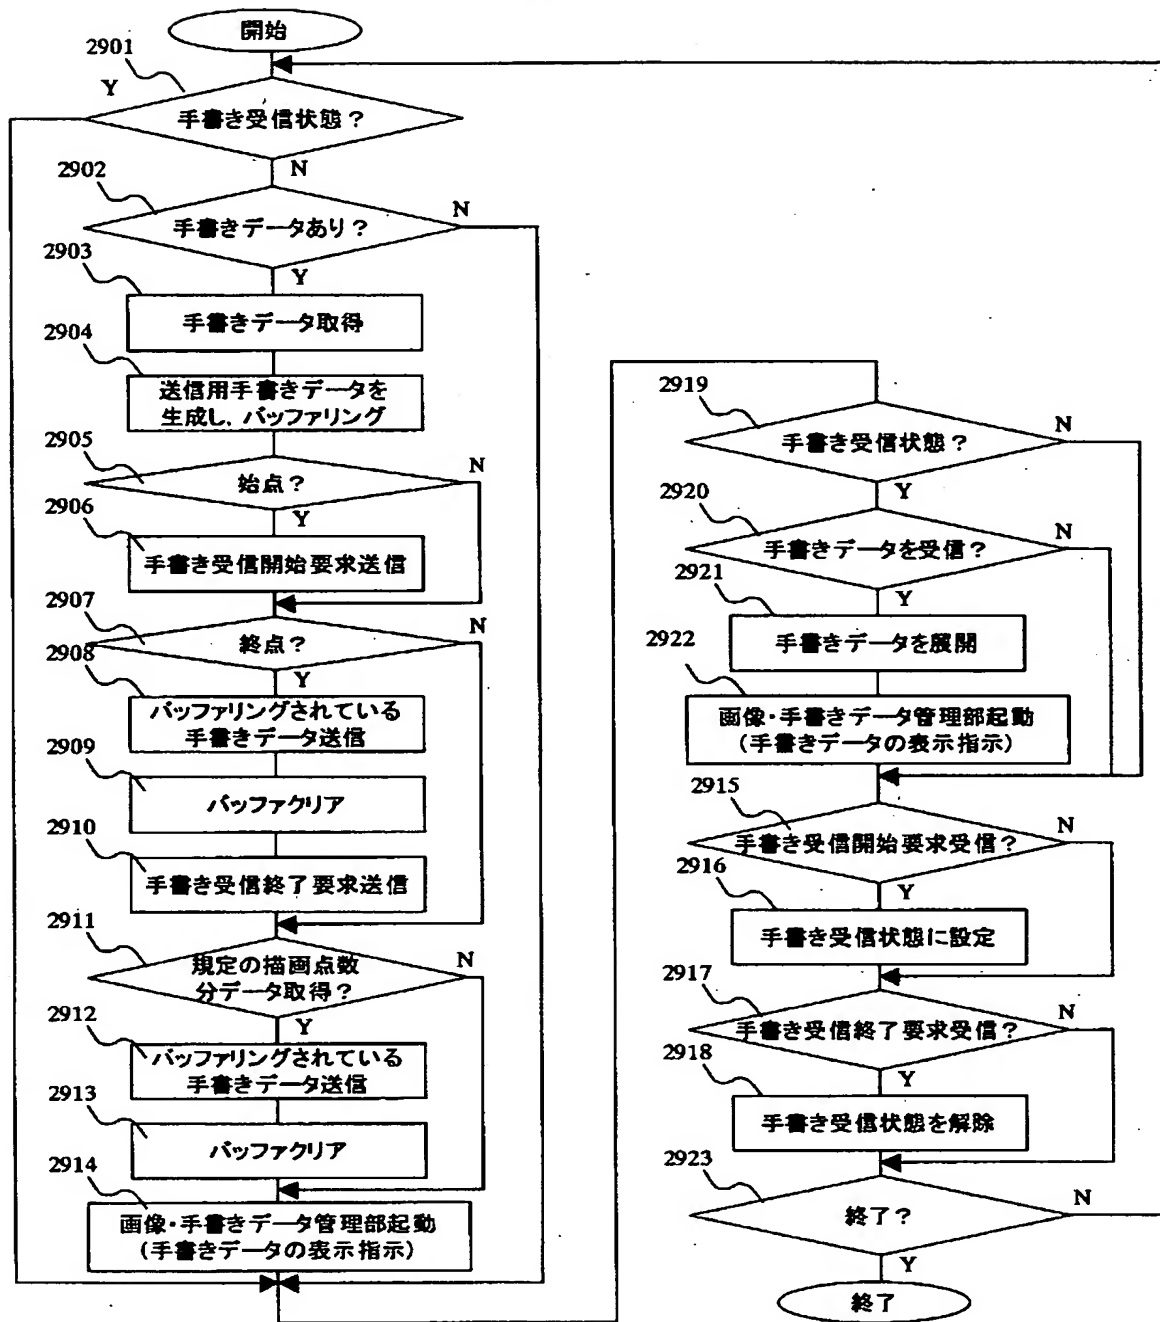 開始
2901
Y
手書き受信状態？
N
2902
手書きデータあり？
N
Y
2903
手書きデータ取得
2904
送信用手書きデータを
生成し、バッファリング
2905
始点？
N
Y
2906
手書き受信開始要求送信
2907
終点？
N
Y
2908
バッファリングされている
手書きデータ送信
2909
バッファクリア
2910
手書き受信終了要求送信
2911
規定の描画点数
分データ取得？
N
Y
2912
バッファリングされている
手書きデータ送信
2913
バッファクリア
2914
画像・手書きデータ管理部起動
（手書きデータの表示指示）
2919
手書き受信状態？
N
Y
2920
手書きデータを受信？
N
Y
2921
手書きデータを展開
2922
画像・手書きデータ管理部起動
（手書きデータの表示指示）
2915
手書き受信開始要求受信？
N
Y
2916
手書き受信状態に設定
2917
手書き受信終了要求受信？
N
Y
2918
手書き受信状態を解除
2923
終了？
N
Y
終了